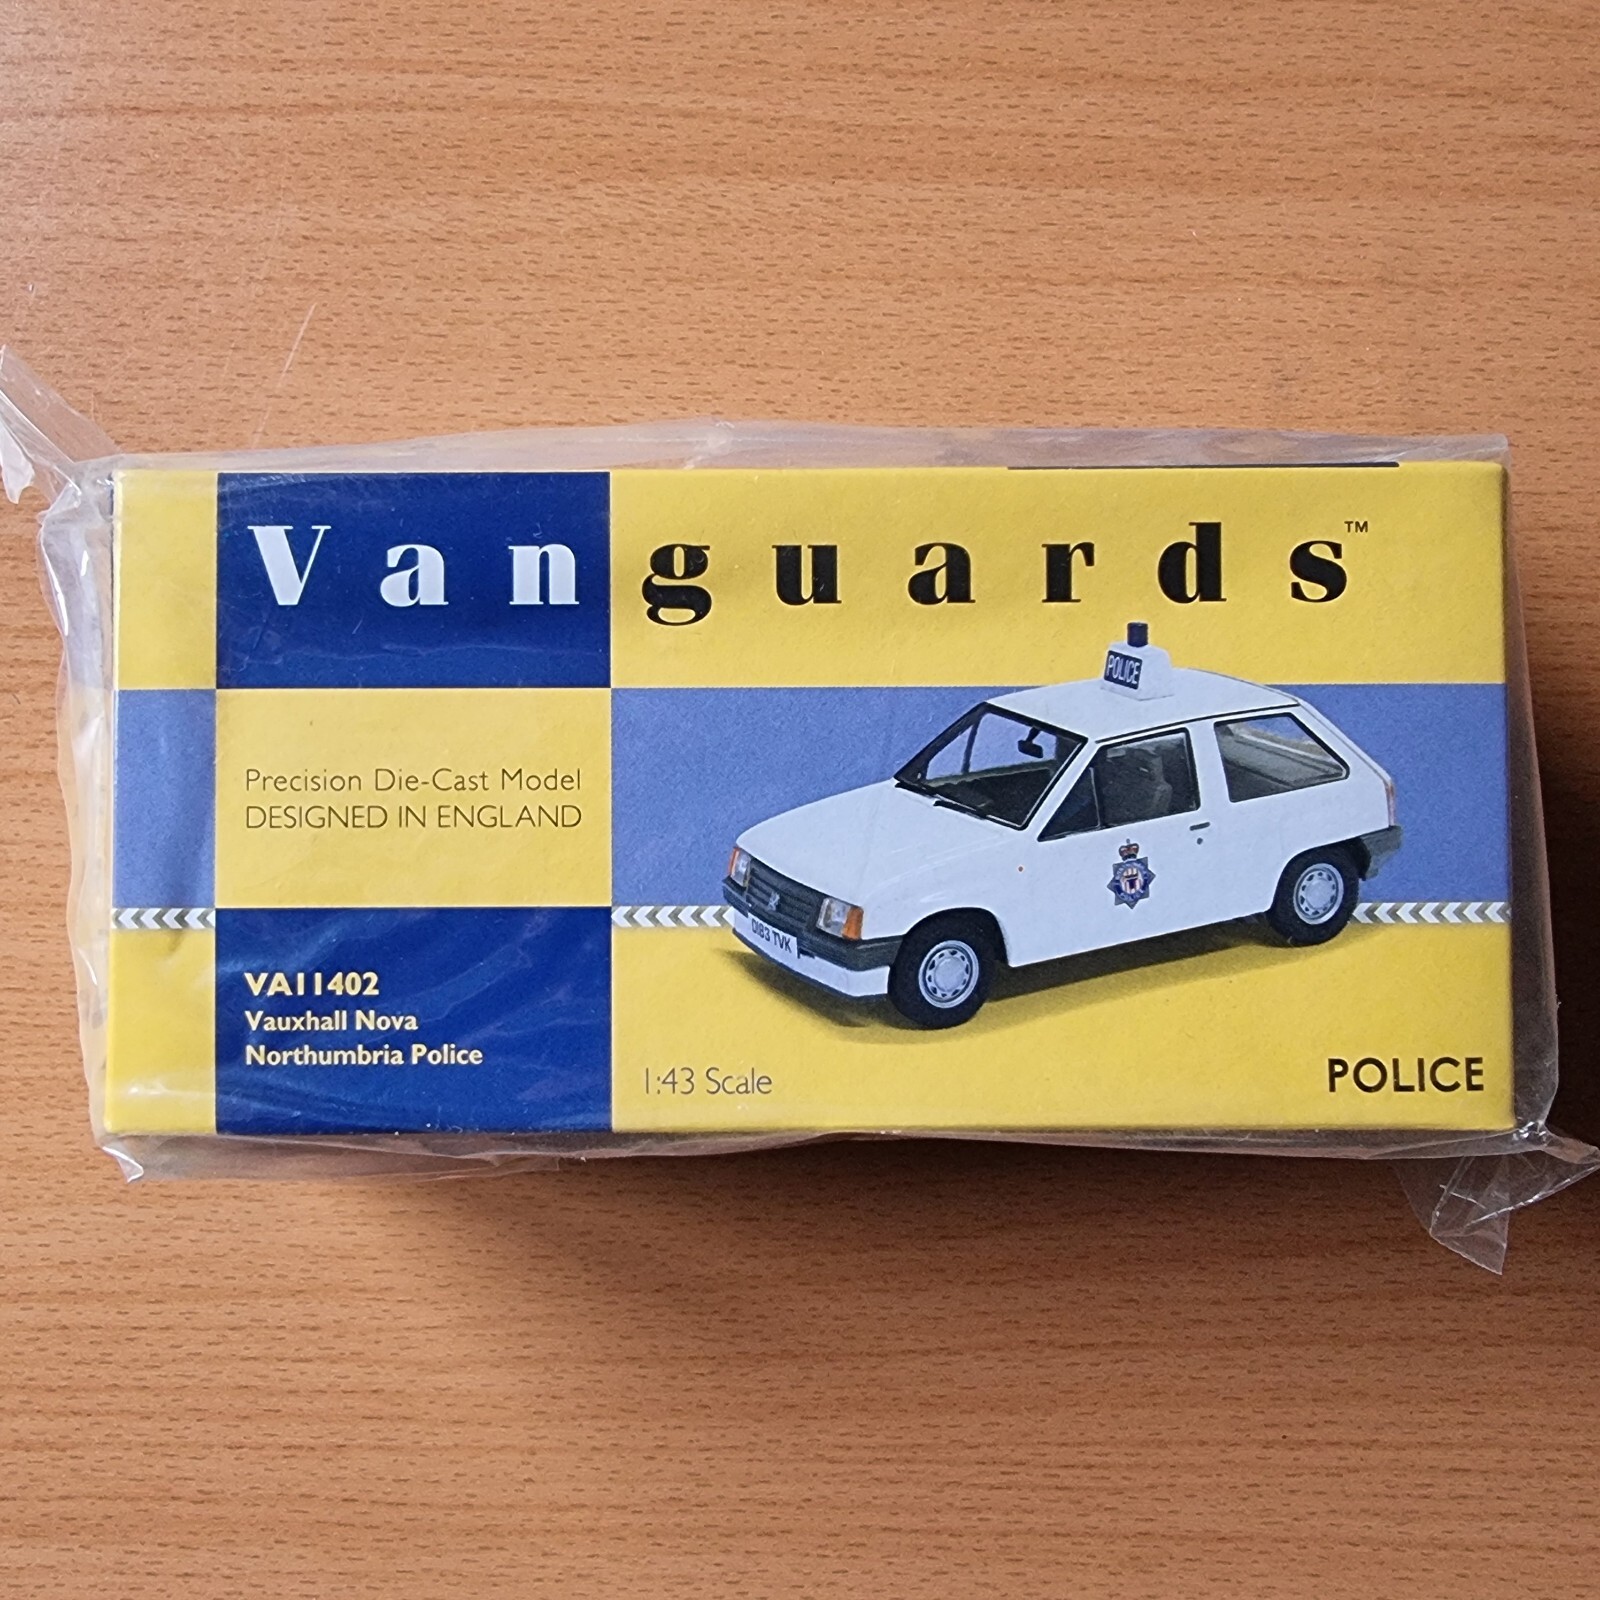 Vanguards™
POLICE
Precision Die-Cast Model
DESIGNED IN ENGLAND
D183 TVK
VA11402
Vauxhall Nova
Northumbria Police
1:43 Scale
POLICE